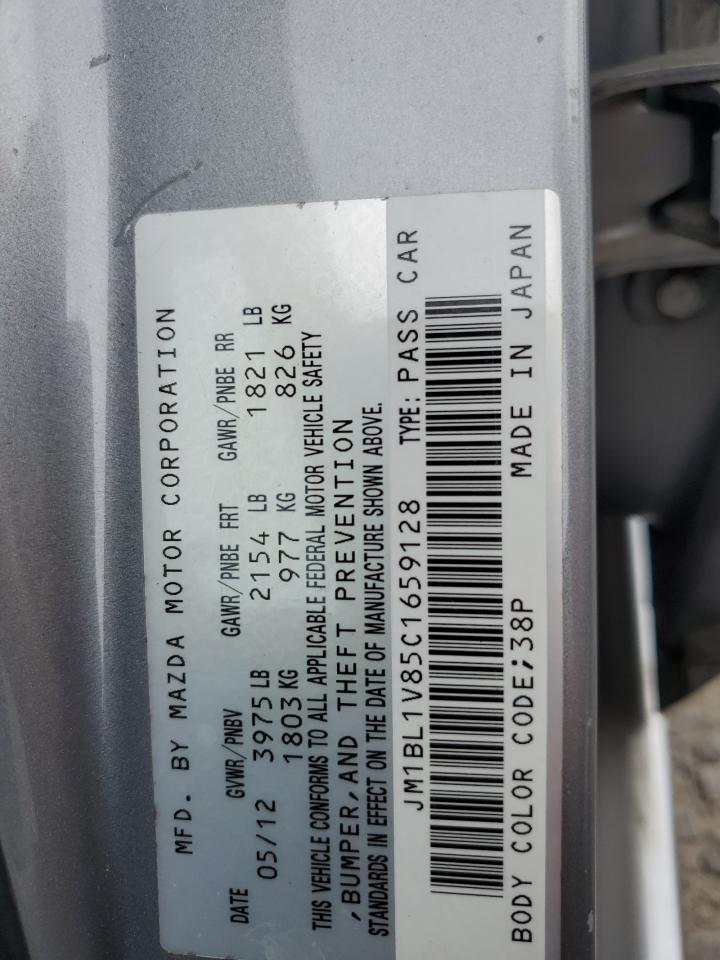 MFD. BY MAZDA MOTOR CORPORATION
DATE GVWR/PNBV GAWR/PNBE FRT GAWR/PNBE RR
05/12 3975 LB 2154 LB 1821 LB
1803 KG 977 KG 826 KG
THIS VEHICLE CONFORMS TO ALL APPLICABLE FEDERAL MOTOR VEHICLE SAFETY
,BUMPER,AND THEFT PREVENTION
STANDARDS IN EFFECT ON THE DATE OF MANUFACTURE SHOWN ABOVE.
JM1BL1V85C1659128 TYPE: PASS CAR
BODY COLOR CODE;38P MADE IN JAPAN